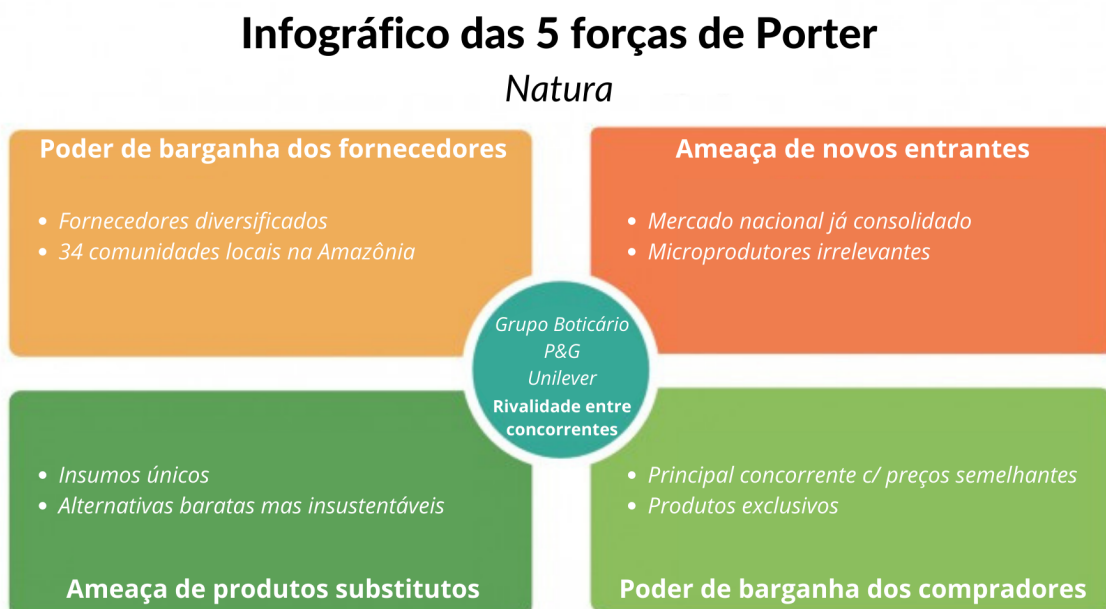 Infográfico das 5 forças de Porter
Natura
Poder de barganha dos fornecedores
• Fornecedores diversificados
• 34 comunidades locais na Amazônia
Ameaça de novos entrantes
• Mercado nacional já consolidado
• Microprodutores irrelevantes
Grupo Boticário
P&G
Unilever
Rivalidade entre
concorrentes
• Insumos únicos
• Alternativas baratas mas insustentáveis
Ameaça de produtos substitutos
• Principal concorrente c/ preços semelhantes
• Produtos exclusivos
Poder de barganha dos compradores